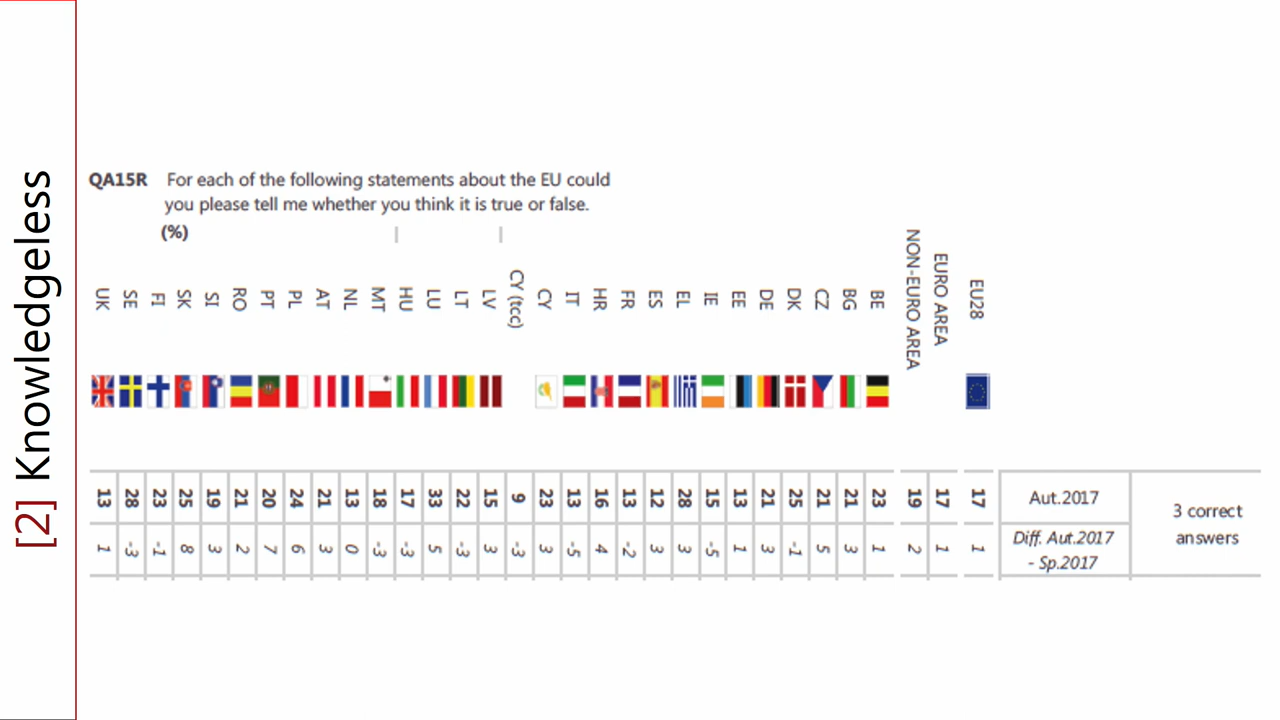 [2] Knowledgeless
QA15R For each of the following statements about the EU could
you please tell me whether you think it is true or false.
(%)
UK SE FI SK SI RO PT PL AT NL MT HU LU LT LV CY (tcc) CY IT HR FR ES EL IE EE DE DK CZ BG BE NON-EURO AREA EURO AREA EU28
13 28 23 25 19 21 20 24 21 13 18 17 33 22 15 9 23 13 16 13 12 28 15 13 21 25 21 21 23 19 17 17 Aut.2017
3 correct
answers
1 -3 -1 8 3 2 7 6 3 0 -3 -3 5 -3 3 -3 3 -5 4 -2 3 3 -5 1 3 -1 5 3 1 2 1 1 Diff. Aut.2017
- Sp.2017